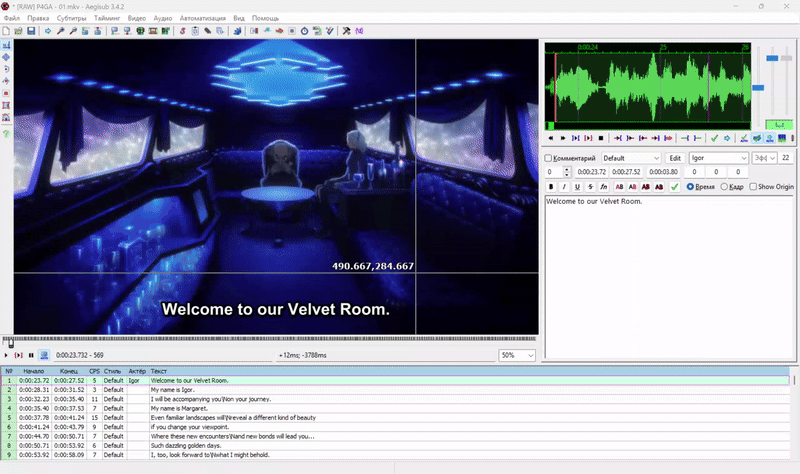 * [RAW] P4GA - 01.mkv - Aegisub 3.4.2
Файл Правка Субтитры Тайминг Видео Аудио Автоматизация Вид Помощь
0:00:24 25 26
490.667,284.667
Welcome to our Velvet Room.
Комментарий Default Edit Igor Эфф 22
0 0:00:23.72 0:00:27.52 0:00:03.80 0 0 0
B I U S Fn AB AB AB AB Время Кадр Show Origin
Welcome to our Velvet Room.
0:00:23.732 - 569 +12ms; -3788ms 50%
№ Начало Конец CPS Стиль Актёр Текст
1 0:00:23.72 0:00:27.52 5 Default Igor Welcome to our Velvet Room.
2 0:00:28.31 0:00:31.52 3 Default My name is Igor.
3 0:00:32.23 0:00:35.40 11 Default I will be accompanying you\Non your journey.
4 0:00:35.40 0:00:37.53 7 Default My name is Margaret.
5 0:00:37.78 0:00:41.24 15 Default Even familiar landscapes will\Nreveal a different kind of beauty
6 0:00:41.24 0:00:43.79 9 Default if you change your viewpoint.
7 0:00:44.70 0:00:50.71 7 Default Where these new encounters\Nand new bonds will lead you...
8 0:00:50.71 0:00:53.92 6 Default Such dazzling golden days.
9 0:00:53.92 0:00:58.09 7 Default I, too, look forward to\Nwhat I might behold.